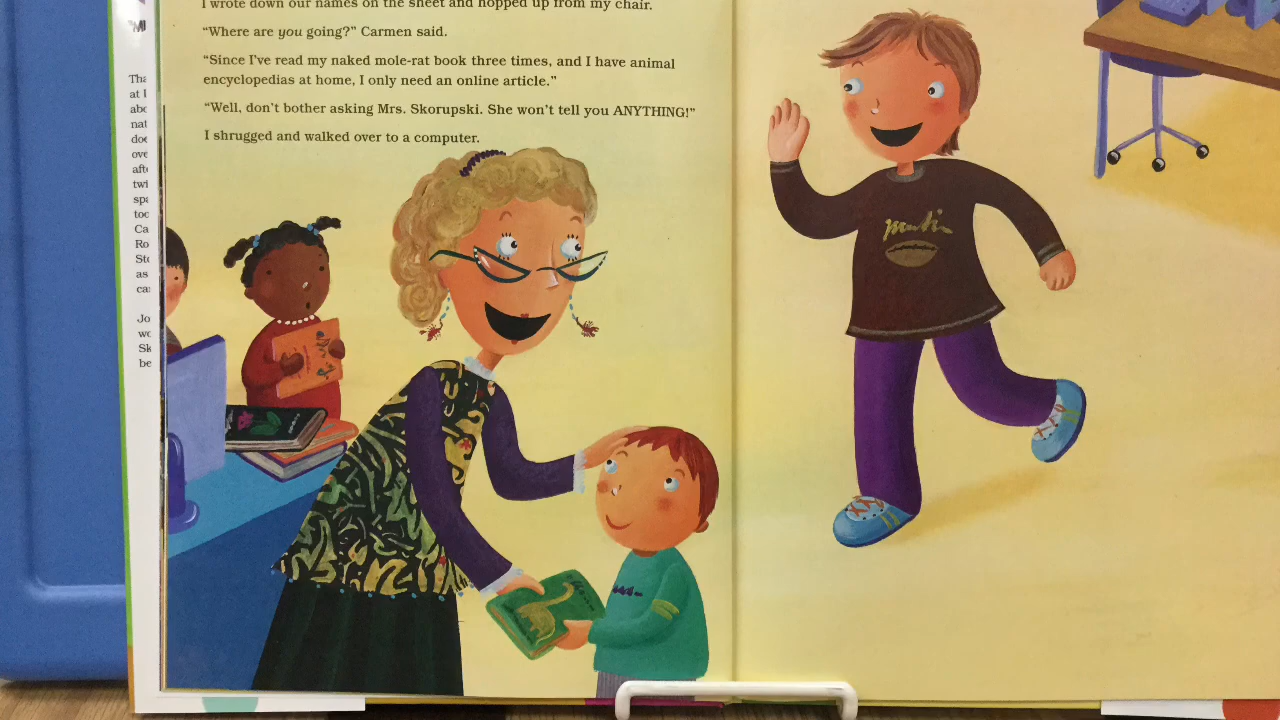 I wrote down our names on the sheet and hopped up from my chair.
“Where are you going?” Carmen said.
“Since I’ve read my naked mole-rat book three times, and I have animal
encyclopedias at home, I only need an online article.”
“Well, don’t bother asking Mrs. Skorupski. She won’t tell you ANYTHING!”
I shrugged and walked over to a computer.